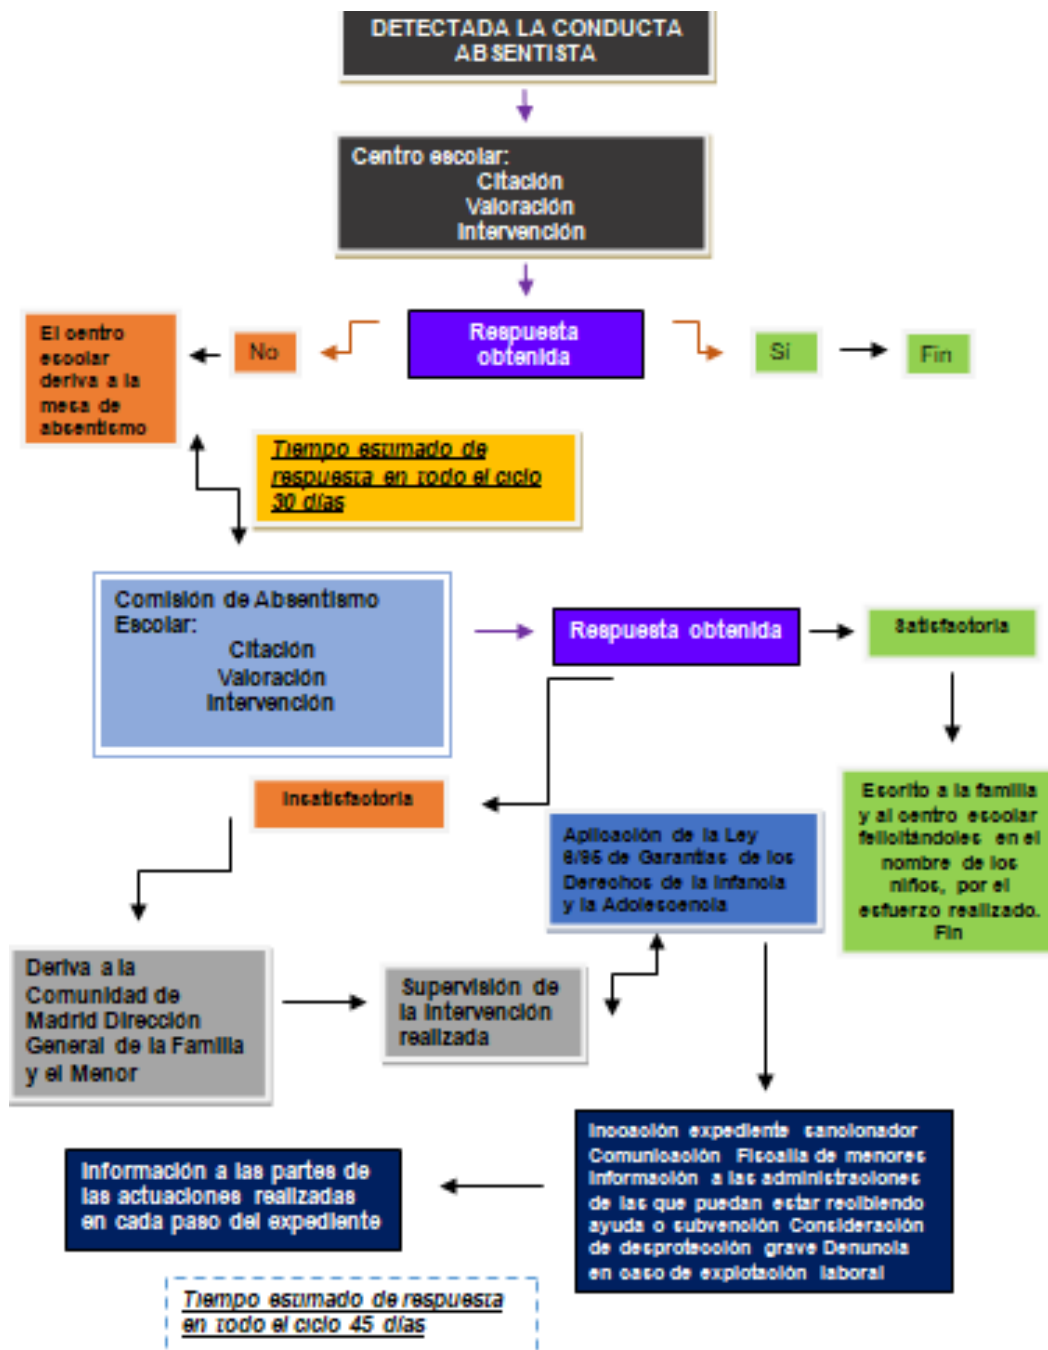 DETECTADA LA CONDUCTA
ABSENTISTA
Centro escolar:
Citación
Valoración
Intervención
Respuesta
obtenida
No
El centro
escolar
deriva a la
mesa de
absentismo
Si
Fin
Tiempo estimado de
respuesta en todo el ciclo
30 días
Comisión de Absentismo
Escolar:
Citación
Valoración
Intervención
Respuesta obtenida
Satisfactoria
Insatisfactoria
Escrito a la familia
y al centro escolar
felicitándoles en el
nombre de los
niños, por el
esfuerzo realizado.
Fin
Aplicación de la Ley
6/95 de Garantías de los
Derechos de la Infancia
y la Adolescencia
Deriva a la
Comunidad de
Madrid Dirección
General de la Familia
y el Menor
Supervisión de
la Intervención
realizada
Incoación expediente sancionador
Comunicación Fiscalía de menores
Información a las administraciones
de las que puedan estar recibiendo
ayuda o subvención Consideración
de desprotección grave Denuncia
en caso de explotación laboral
Información a las partes de
las actuaciones realizadas
en cada paso del expediente
Tiempo estimado de respuesta
en todo el ciclo 45 días